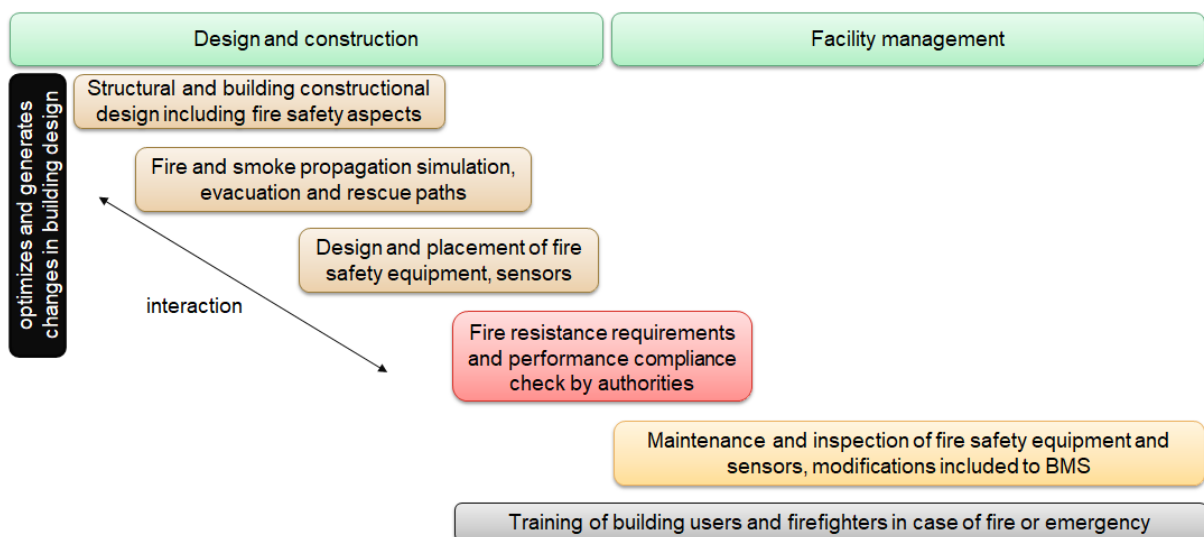 Design and construction
Facility management
optimizes and generates
changes in building design
Structural and building constructional
design including fire safety aspects
Fire and smoke propagation simulation,
evacuation and rescue paths
Design and placement of fire
safety equipment, sensors
interaction
Fire resistance requirements
and performance compliance
check by authorities
Maintenance and inspection of fire safety equipment and
sensors, modifications included to BMS
Training of building users and firefighters in case of fire or emergency